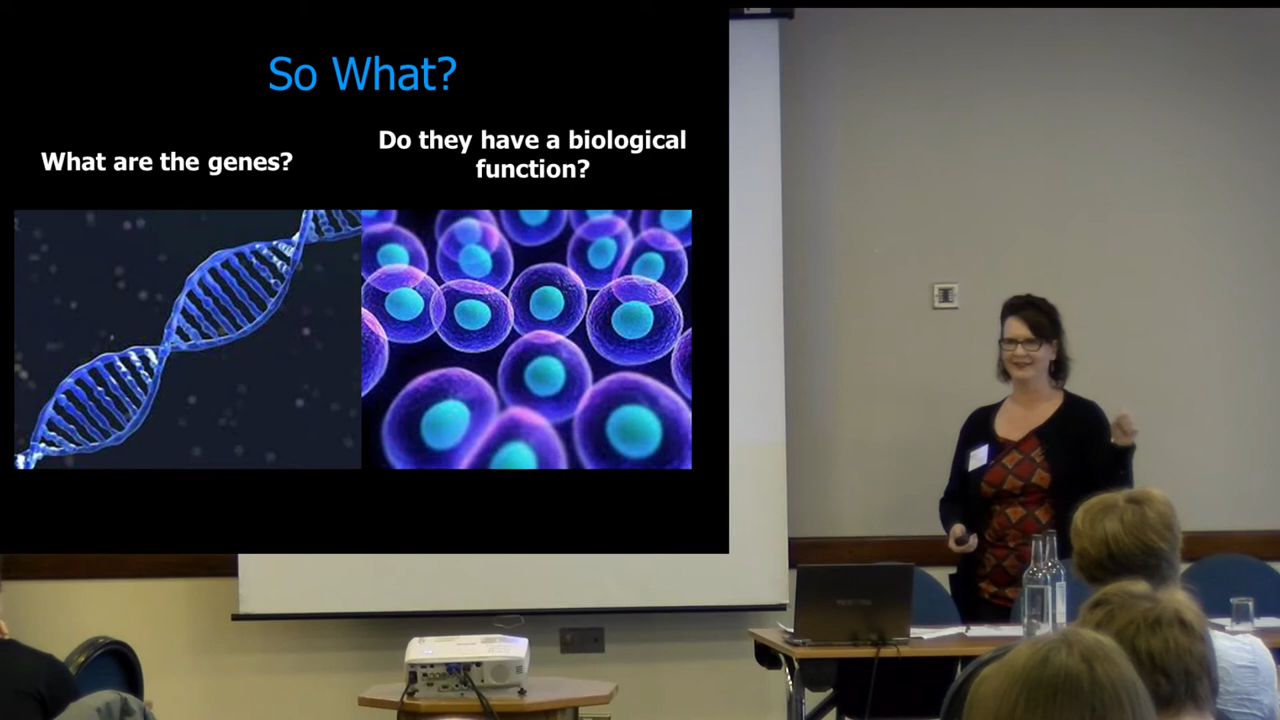 So What?
What are the genes?
Do they have a biological
function?